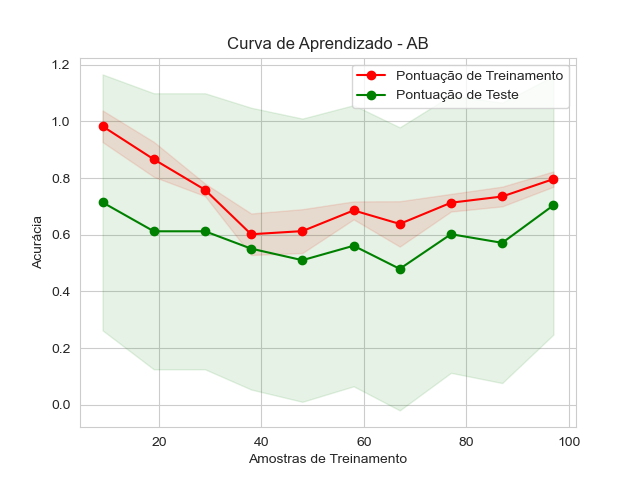 Curva de Aprendizado - AB
Pontuação de Treinamento
Pontuação de Teste
Acurácia
1.2
1.0
0.8
0.6
0.4
0.2
0.0
20 40 60 80 100
Amostras de Treinamento